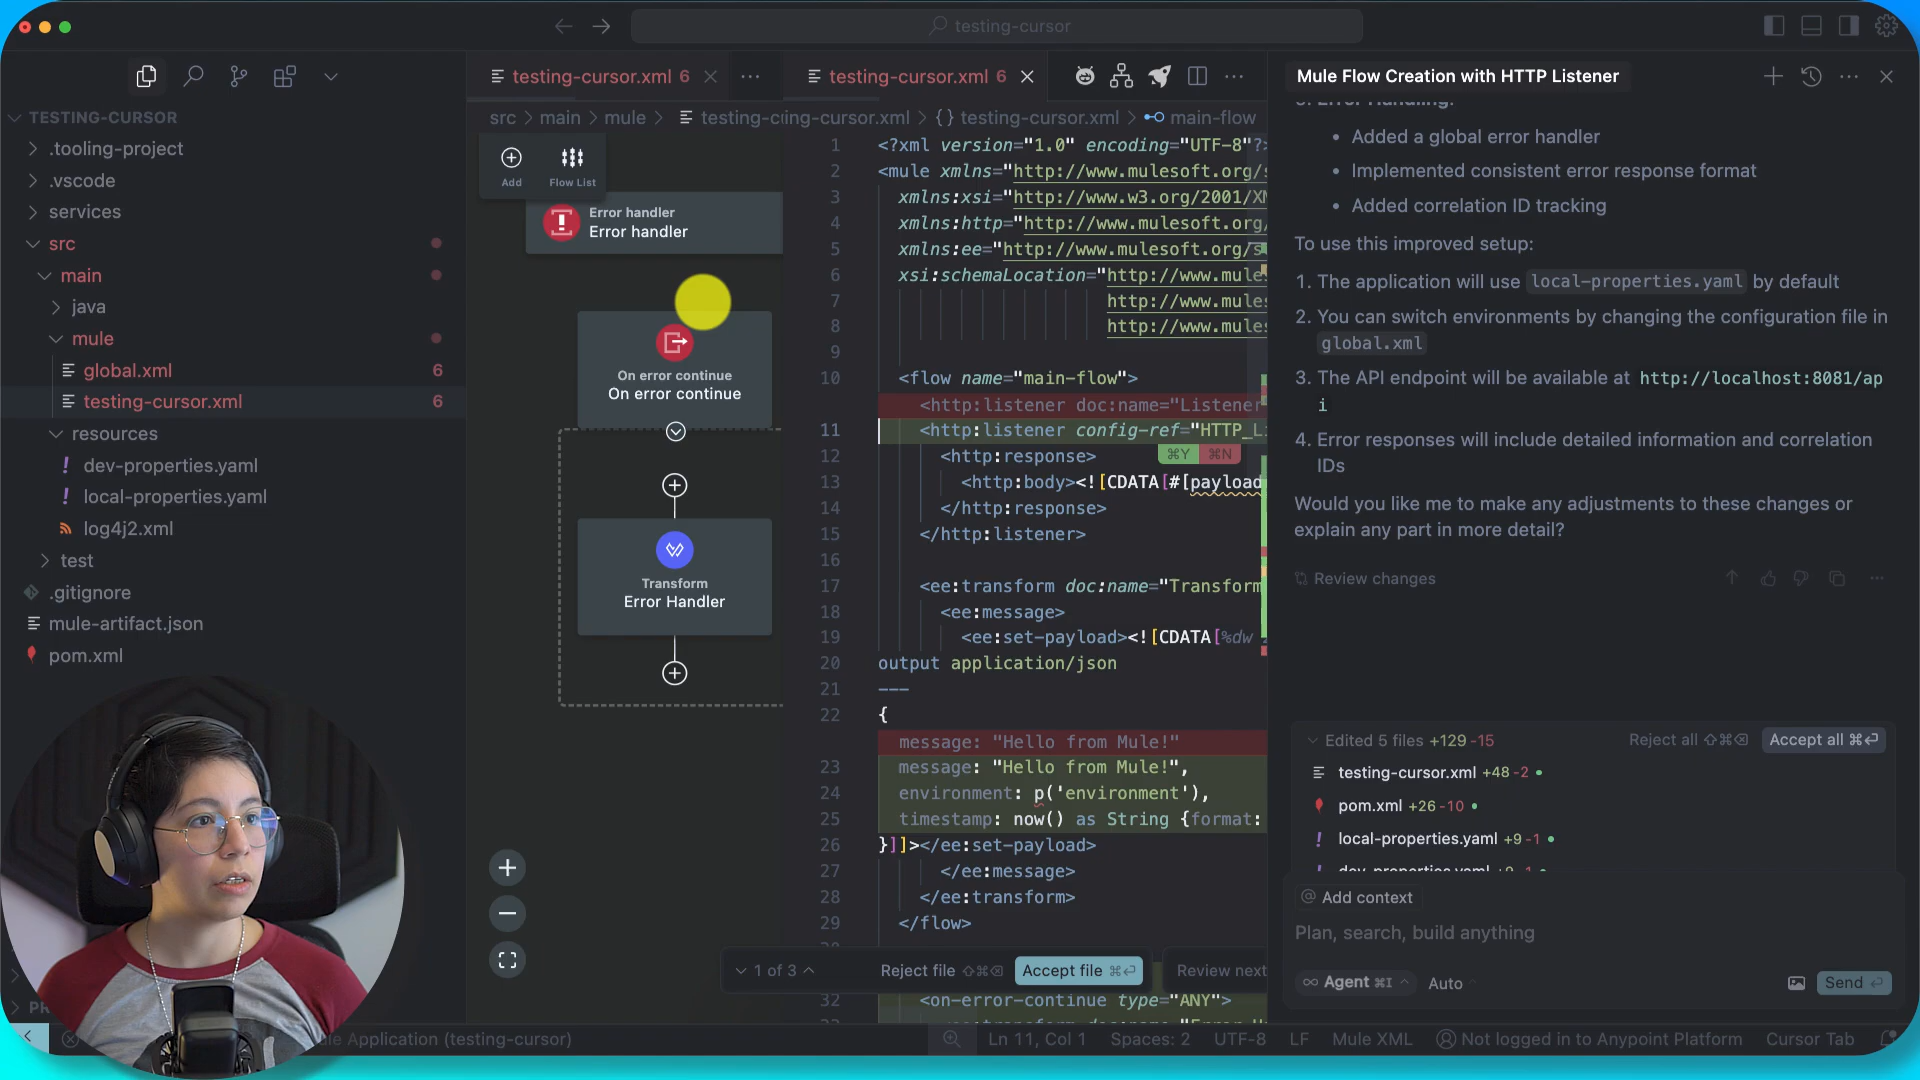 testing-cursor
TESTING-CURSOR
.tooling-project
.vscode
services
src
main
java
mule
global.xml 6
testing-cursor.xml 6
resources
! dev-properties.yaml
! local-properties.yaml
log4j2.xml
test
.gitignore
mule-artifact.json
pom.xml
testing-cursor.xml 6
src > main > mule > testing-c
Add
Flow List
Error handler
Error handler
On error continue
On error continue
Transform
Error Handler
testing-cursor.xml 6
ing-cursor.xml > {} testing-cursor.xml > main-flow
1 <?xml version="1.0" encoding="UTF-8"?>
2 <mule xmlns="http://www.mulesoft.org/
3 xmlns:xsi="http://www.w3.org/2001/XM
4 xmlns:http="http://www.mulesoft.org/
5 xmlns:ee="http://www.mulesoft.org/s
6 xsi:schemaLocation="http://www.mule
7 http://www.mules
8 http://www.mules
9
10 <flow name="main-flow">
<http:listener doc:name="Listener
11 <http:listener config-ref="HTTP_Li
12 <http:response>
⌘Y ⌘N
13 <http:body><![CDATA[#[payload
14 </http:response>
15 </http:listener>
16
17 <ee:transform doc:name="Transform
18 <ee:message>
19 <ee:set-payload><![CDATA[%dw
20 output application/json
21 ---
22 {
message: "Hello from Mule!"
23 message: "Hello from Mule!",
24 environment: p('environment'),
25 timestamp: now() as String {format:
26 }]]></ee:set-payload>
27 </ee:message>
28 </ee:transform>
29 </flow>
1 of 3
Reject file ⇧⌘⌫
Accept file ⌘⏎
Review next
32 <on-error-continue type="ANY">
Mule Flow Creation with HTTP Listener
Error Handling:
• Added a global error handler
• Implemented consistent error response format
• Added correlation ID tracking
To use this improved setup:
1. The application will use local-properties.yaml by default
2. You can switch environments by changing the configuration file in
global.xml
3. The API endpoint will be available at http://localhost:8081/ap
i
4. Error responses will include detailed information and correlation
IDs
Would you like me to make any adjustments to these changes or
explain any part in more detail?
Review changes
Edited 5 files +129 -15
Reject all ⇧⌘⌫
Accept all ⌘⏎
testing-cursor.xml +48 -2 •
pom.xml +26 -10 •
! local-properties.yaml +9 -1 •
! dev-properties.yaml +9 -1
@ Add context
Plan, search, build anything
∞ Agent ⌘I
Auto
Send ⏎
Application (testing-cursor)
Ln 11, Col 1
Spaces: 2
UTF-8
LF
Mule XML
Not logged in to Anypoint Platform
Cursor Tab